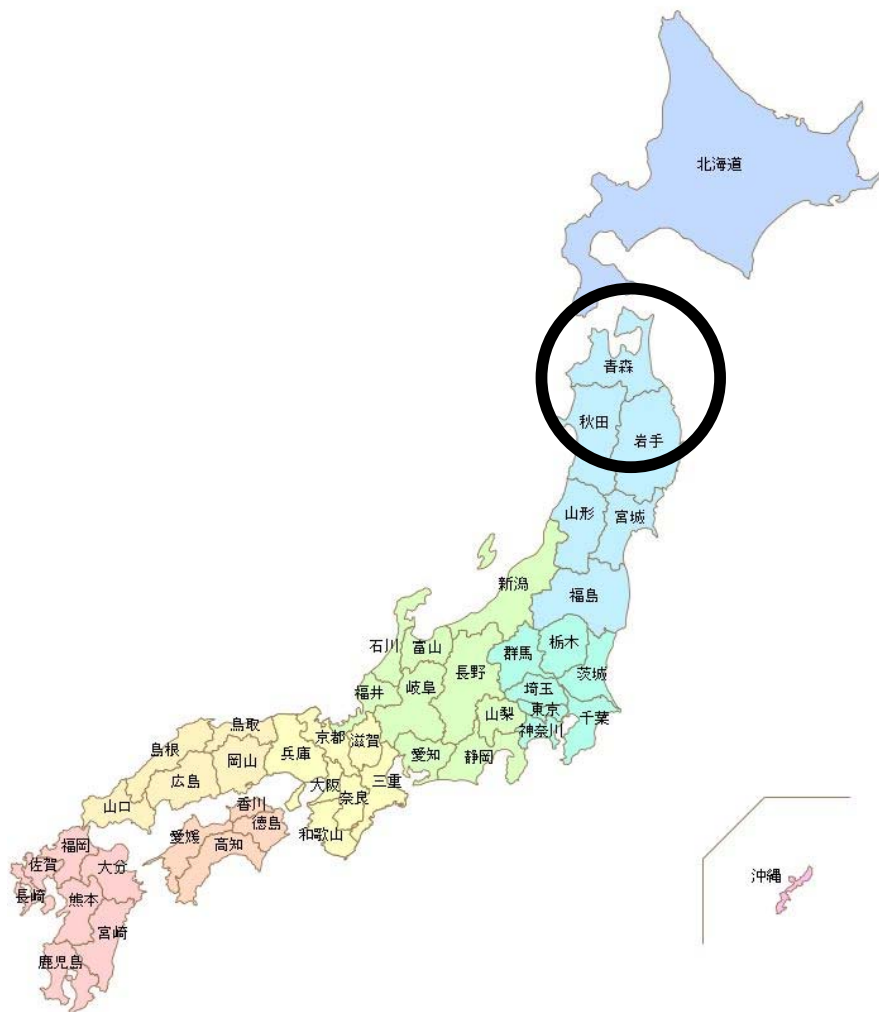 北海道
青森
秋田
岩手
山形
宮城
新潟
福島
石川
富山
群馬
栃木
長野
茨城
福井
岐阜
埼玉
山梨
東京
千葉
神奈川
鳥取
京都
滋賀
愛知
静岡
島根
岡山
兵庫
広島
大阪
三重
奈良
山口
香川
徳島
愛媛
高知
和歌山
福岡
佐賀
大分
長崎
熊本
宮崎
鹿児島
沖縄